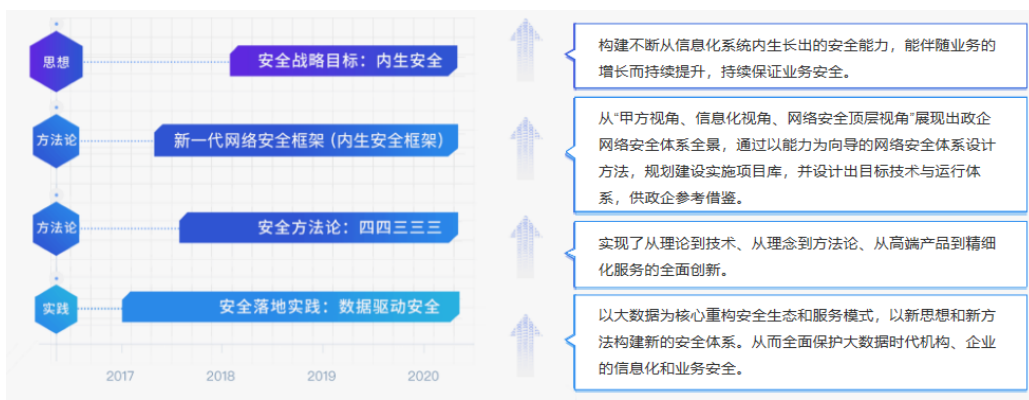 思想
安全战略目标：内生安全
构建不断从信息化系统内生长出的安全能力，能伴随业务的
增长而持续提升，持续保证业务安全。
方法论
新一代网络安全框架（内生安全框架）
从“甲方视角、信息化视角、网络安全顶层视角”展现出政企
网络安全体系全景，通过以能力为向导的网络安全体系设计
方法，规划建设实施项目库，并设计出目标技术与运行体
系，供政企参考借鉴。
方法论
安全方法论：四四三三三
实现了从理论到技术、从理念到方法论、从高端产品到精细
化服务的全面创新。
实践
安全落地实践：数据驱动安全
以大数据为核心重构安全生态和服务模式，以新思想和新方
法构建新的安全体系。从而全面保护大数据时代机构、企业
的信息化和业务安全。
2017 2018 2019 2020